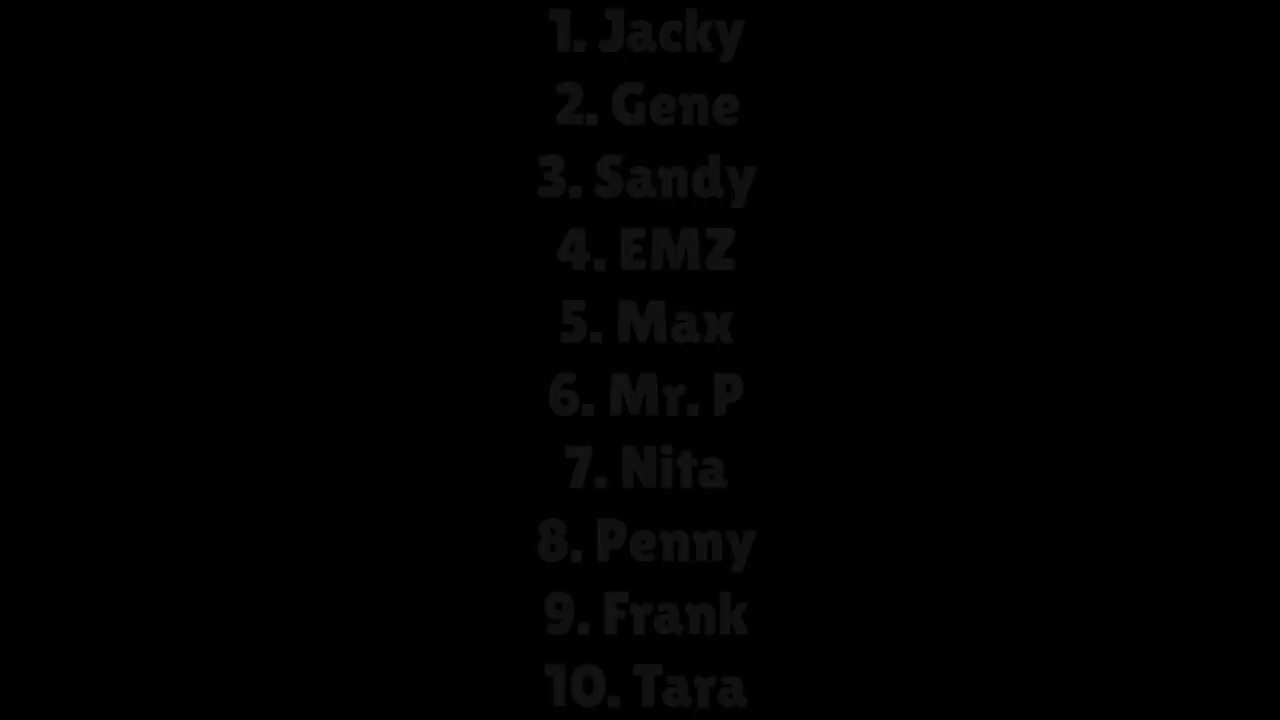 1. Jacky
2. Gene
3. Sandy
4. EMZ
5. Max
6. Mr. P
7. Nita
8. Penny
9. Frank
10. Tara